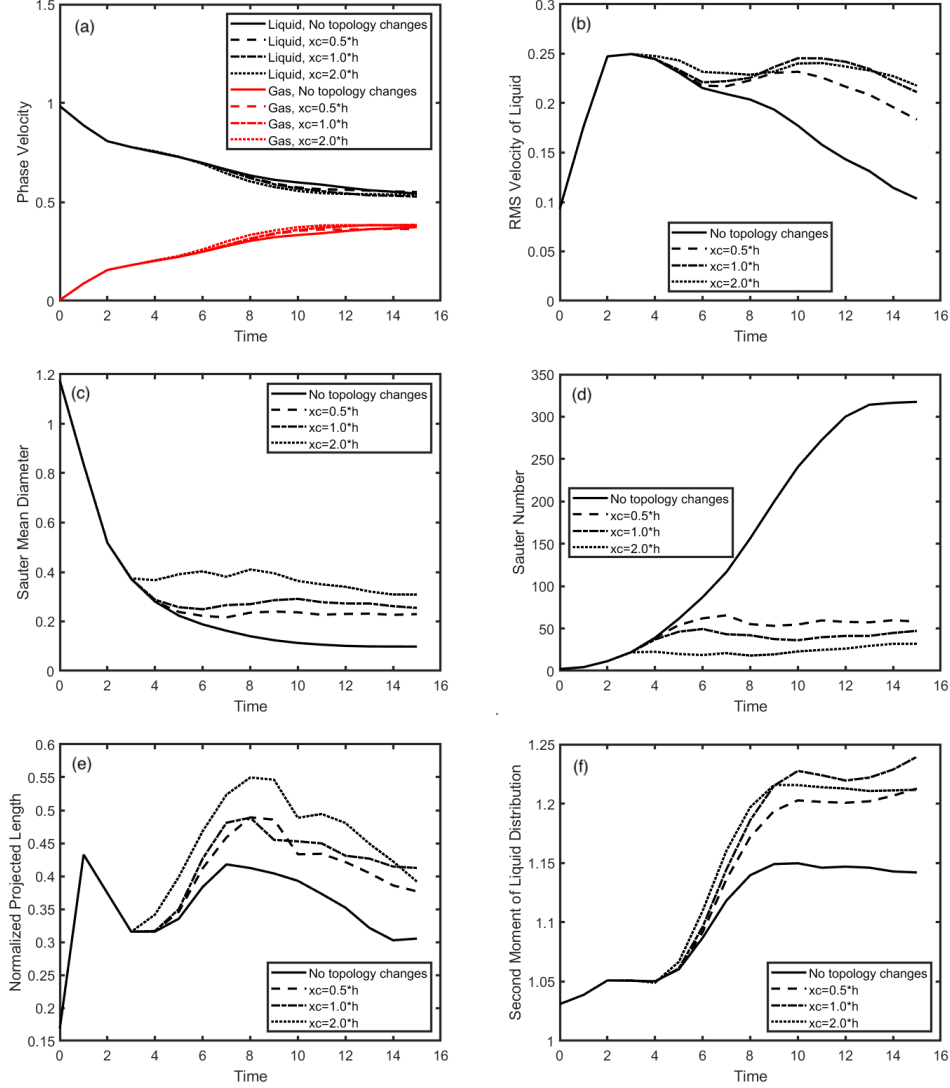 (a)
1.5
1
0.5
0
Phase Velocity
Liquid, No topology changes
Liquid, xc=0.5*h
Liquid, xc=1.0*h
Liquid, xc=2.0*h
Gas, No topology changes
Gas, xc=0.5*h
Gas, xc=1.0*h
Gas, xc=2.0*h
0 2 4 6 8 10 12 14 16
Time
(b)
0.3
0.25
0.2
0.15
0.1
0.05
0
RMS Velocity of Liquid
No topology changes
xc=0.5*h
xc=1.0*h
xc=2.0*h
0 2 4 6 8 10 12 14 16
Time
(c)
1.2
1
0.8
0.6
0.4
0.2
0
Sauter Mean Diameter
No topology changes
xc=0.5*h
xc=1.0*h
xc=2.0*h
0 2 4 6 8 10 12 14 16
Time
(d)
350
300
250
200
150
100
50
0
Sauter Number
No topology changes
xc=0.5*h
xc=1.0*h
xc=2.0*h
0 2 4 6 8 10 12 14 16
Time
(e)
0.6
0.55
0.5
0.45
0.4
0.35
0.3
0.25
0.2
0.15
Normalized Projected Length
No topology changes
xc=0.5*h
xc=1.0*h
xc=2.0*h
0 2 4 6 8 10 12 14 16
Time
(f)
1.25
1.2
1.15
1.1
1.05
1
Second Moment of Liquid Distribution
No topology changes
xc=0.5*h
xc=1.0*h
xc=2.0*h
0 2 4 6 8 10 12 14 16
Time